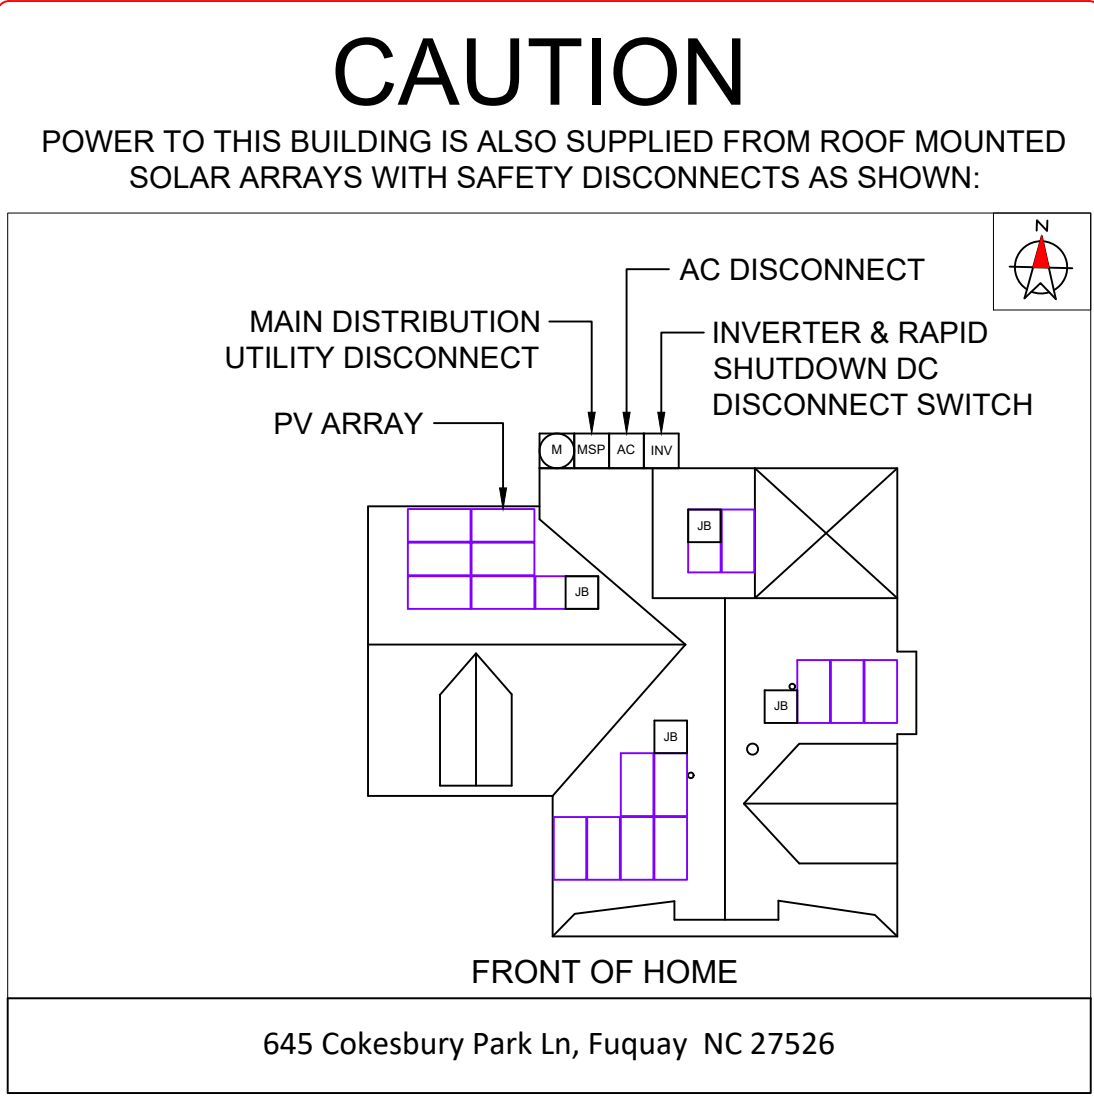 CAUTION
POWER TO THIS BUILDING IS ALSO SUPPLIED FROM ROOF MOUNTED
SOLAR ARRAYS WITH SAFETY DISCONNECTS AS SHOWN:
N
AC DISCONNECT
MAIN DISTRIBUTION
UTILITY DISCONNECT
INVERTER & RAPID
SHUTDOWN DC
DISCONNECT SWITCH
PV ARRAY
M MSP AC INV
JB
JB
JB
JB
FRONT OF HOME
645 Cokesbury Park Ln, Fuquay  NC 27526